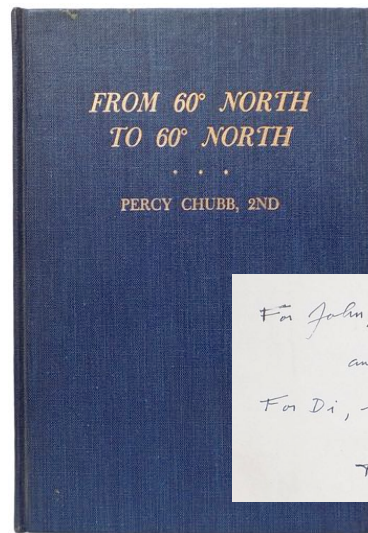 FROM 60° NORTH
TO 60° NORTH
PERCY CHUBB, 2ND
For John,
For Di,